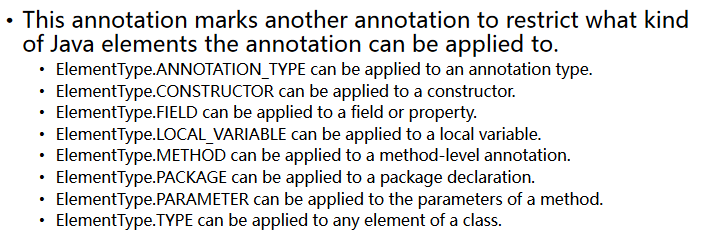 • This annotation marks another annotation to restrict what kind
of Java elements the annotation can be applied to.
• ElementType.ANNOTATION_TYPE can be applied to an annotation type.
• ElementType.CONSTRUCTOR can be applied to a constructor.
• ElementType.FIELD can be applied to a field or property.
• ElementType.LOCAL_VARIABLE can be applied to a local variable.
• ElementType.METHOD can be applied to a method-level annotation.
• ElementType.PACKAGE can be applied to a package declaration.
• ElementType.PARAMETER can be applied to the parameters of a method.
• ElementType.TYPE can be applied to any element of a class.